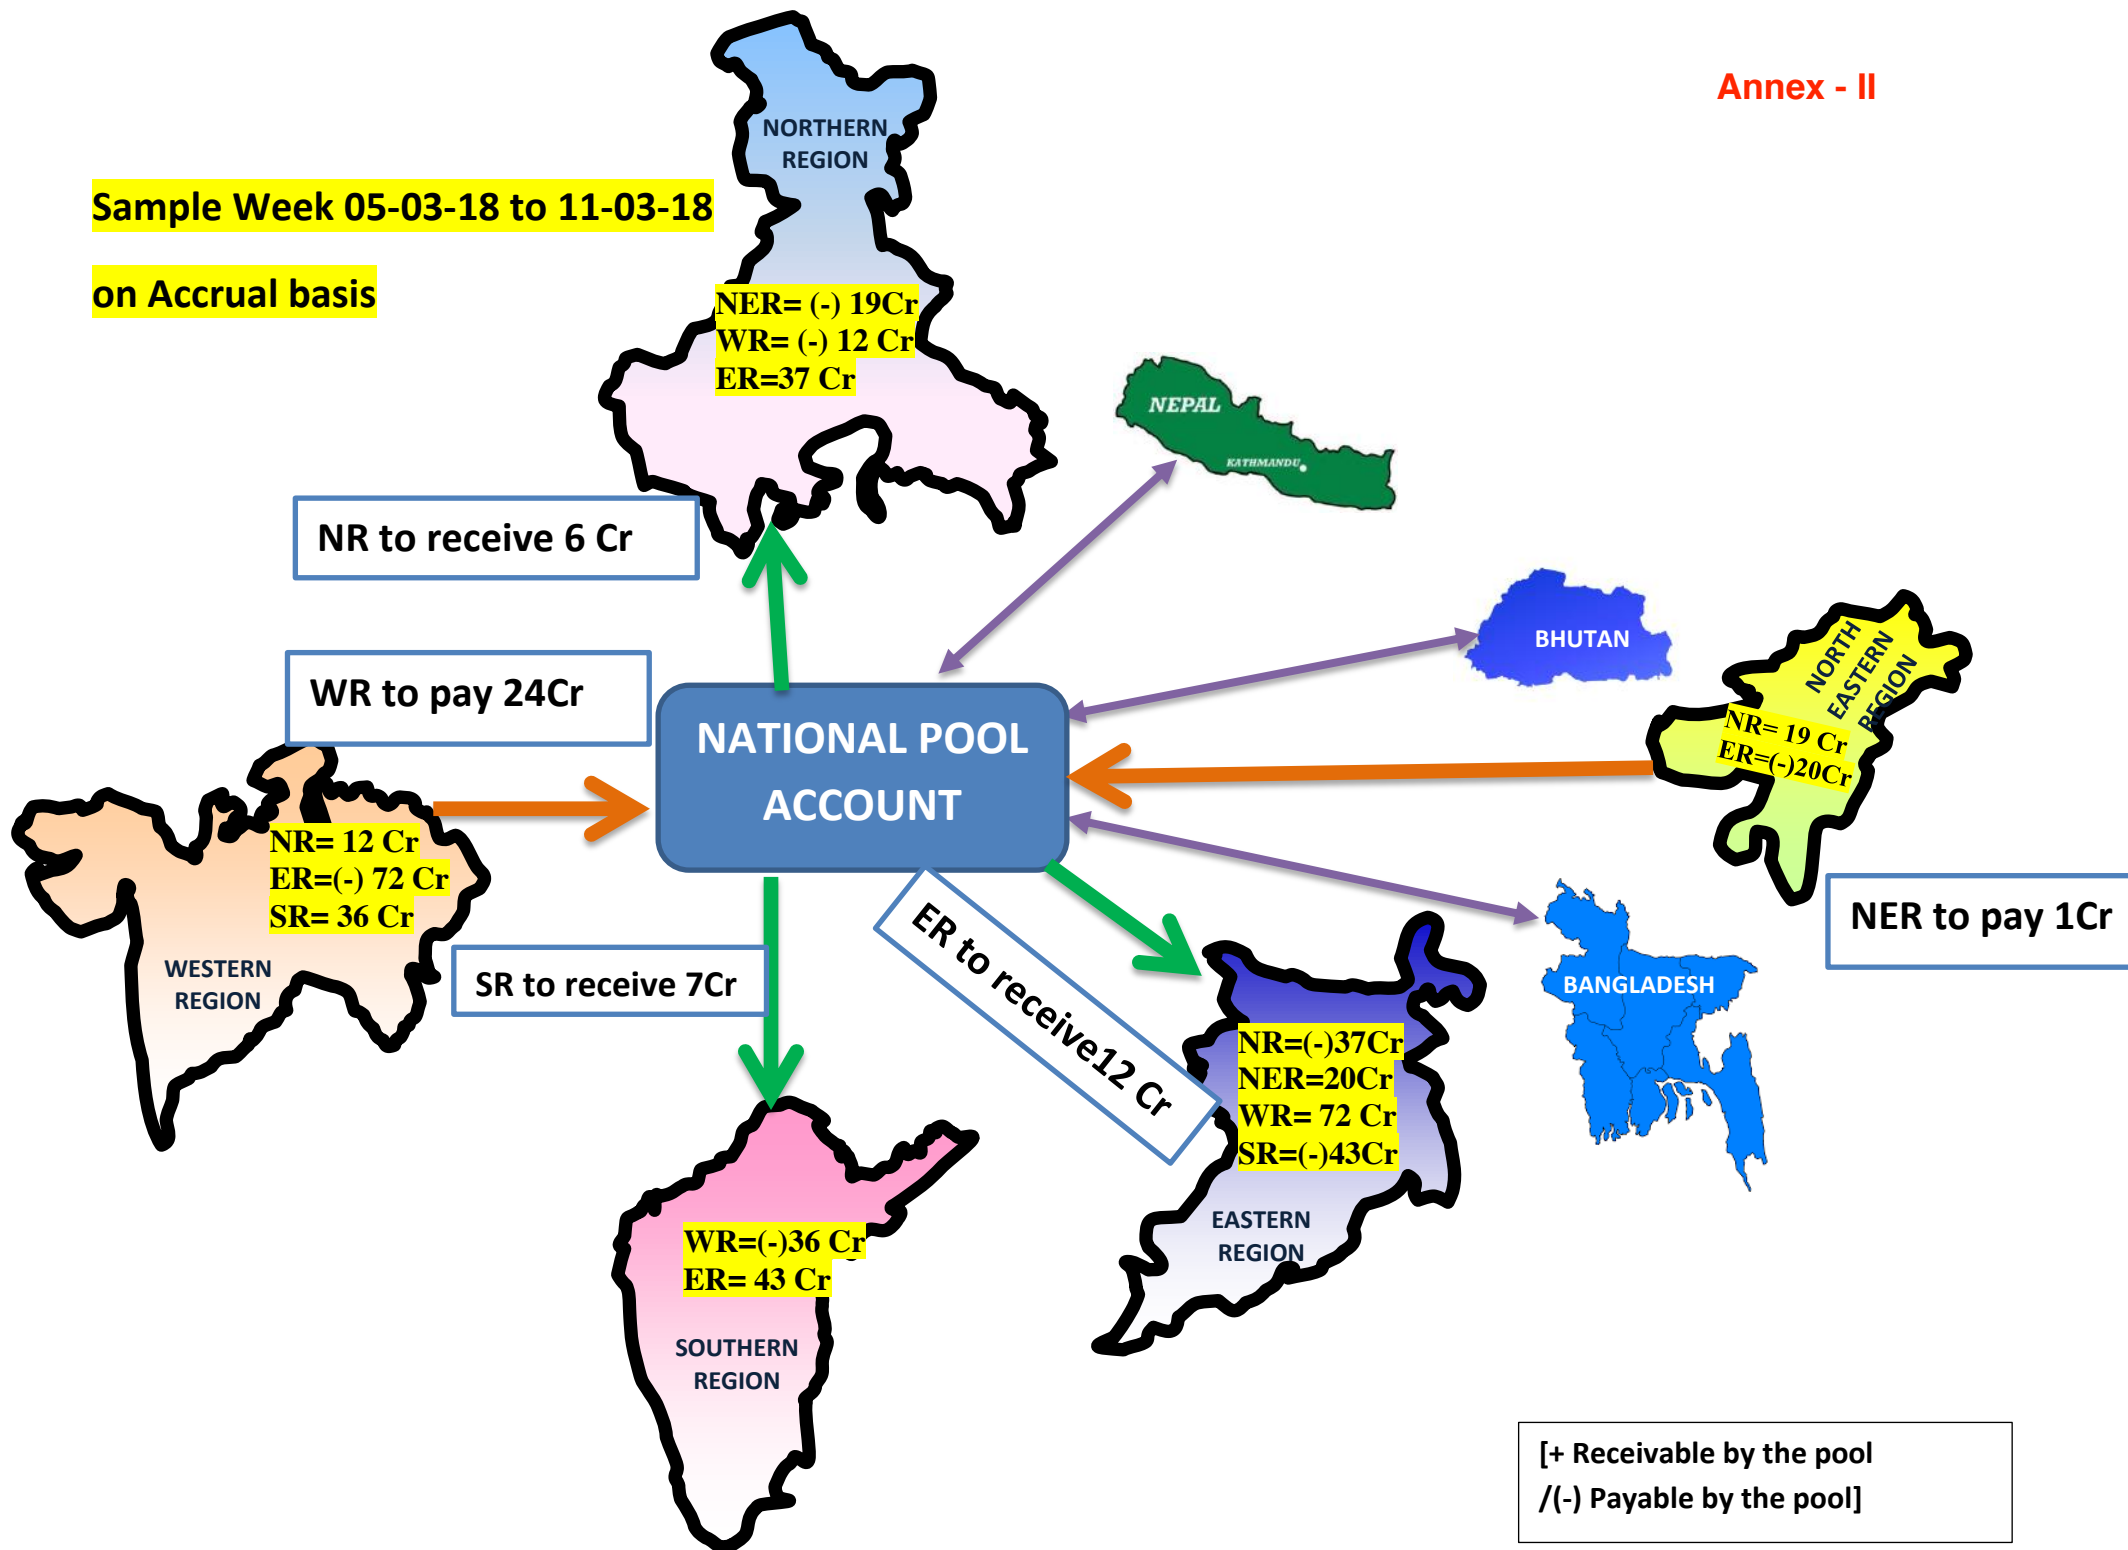 Annex - II
NORTHERN
REGION
Sample Week 05-03-18 to 11-03-18
on Accrual basis
NER= (-) 19Cr
WR= (-) 12 Cr
ER=37 Cr
NEPAL
KATHMANDU
NR to receive 6 Cr
BHUTAN
NORTH
EASTERN
REGION
NR= 19 Cr
ER=(-)20Cr
WR to pay 24Cr
NATIONAL POOL
ACCOUNT
NR= 12 Cr
ER=(-) 72 Cr
SR= 36 Cr
WESTERN
REGION
NER to pay 1Cr
SR to receive 7Cr
ER to receive12 Cr
BANGLADESH
NR=(-)37Cr
NER=20Cr
WR= 72 Cr
SR=(-)43Cr
EASTERN
REGION
WR=(-)36 Cr
ER= 43 Cr
SOUTHERN
REGION
[+ Receivable by the pool
/(-) Payable by the pool]